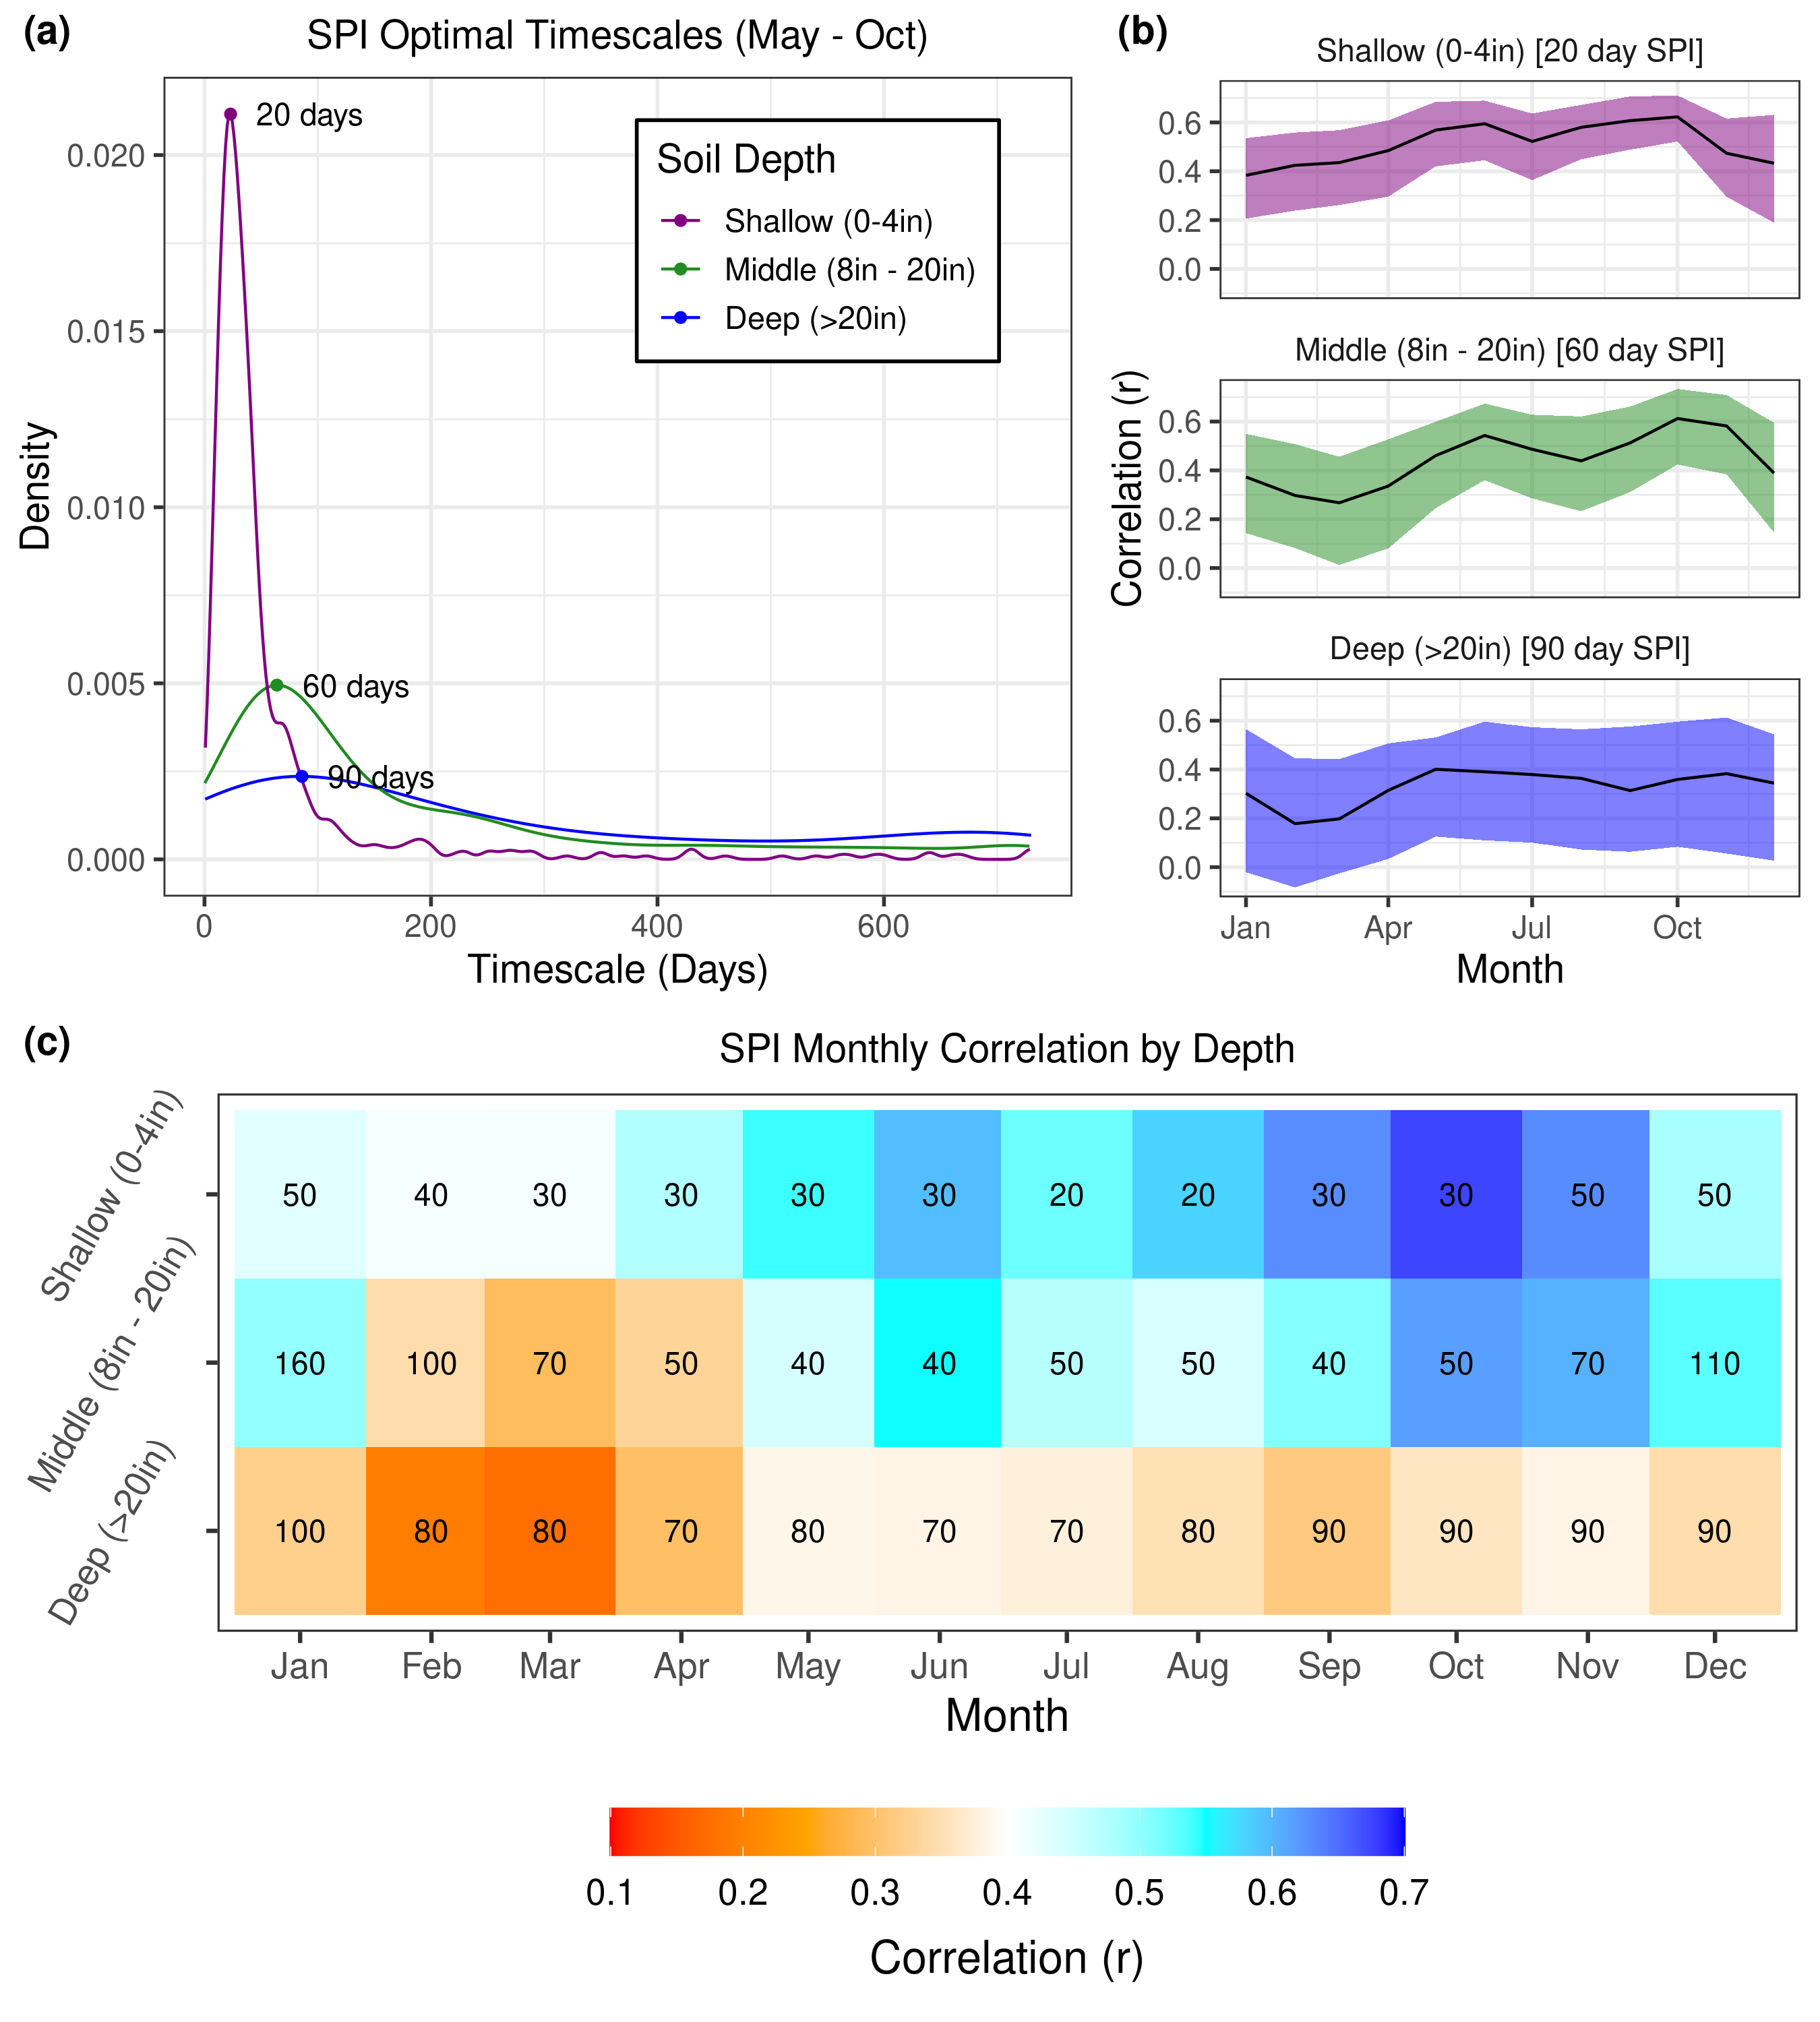 (a)
SPI Optimal Timescales (May - Oct)
20 days
60 days
90 days
Soil Depth
Shallow (0-4in)
Middle (8in - 20in)
Deep (>20in)
Density
0.020
0.015
0.010
0.005
0.000
0 200 400 600
Timescale (Days)
(b)
Shallow (0-4in) [20 day SPI]
0.6
0.4
0.2
0.0
Middle (8in - 20in) [60 day SPI]
0.6
0.4
0.2
0.0
Deep (>20in) [90 day SPI]
0.6
0.4
0.2
0.0
Correlation (r)
Jan Apr Jul Oct
Month
(c)
SPI Monthly Correlation by Depth
Shallow (0-4in)
50 40 30 30 30 30 20 20 30 30 50 50
Middle (8in - 20in)
160 100 70 50 40 40 50 50 40 50 70 110
Deep (>20in)
100 80 80 70 80 70 70 80 90 90 90 90
Jan Feb Mar Apr May Jun Jul Aug Sep Oct Nov Dec
Month
0.1 0.2 0.3 0.4 0.5 0.6 0.7
Correlation (r)